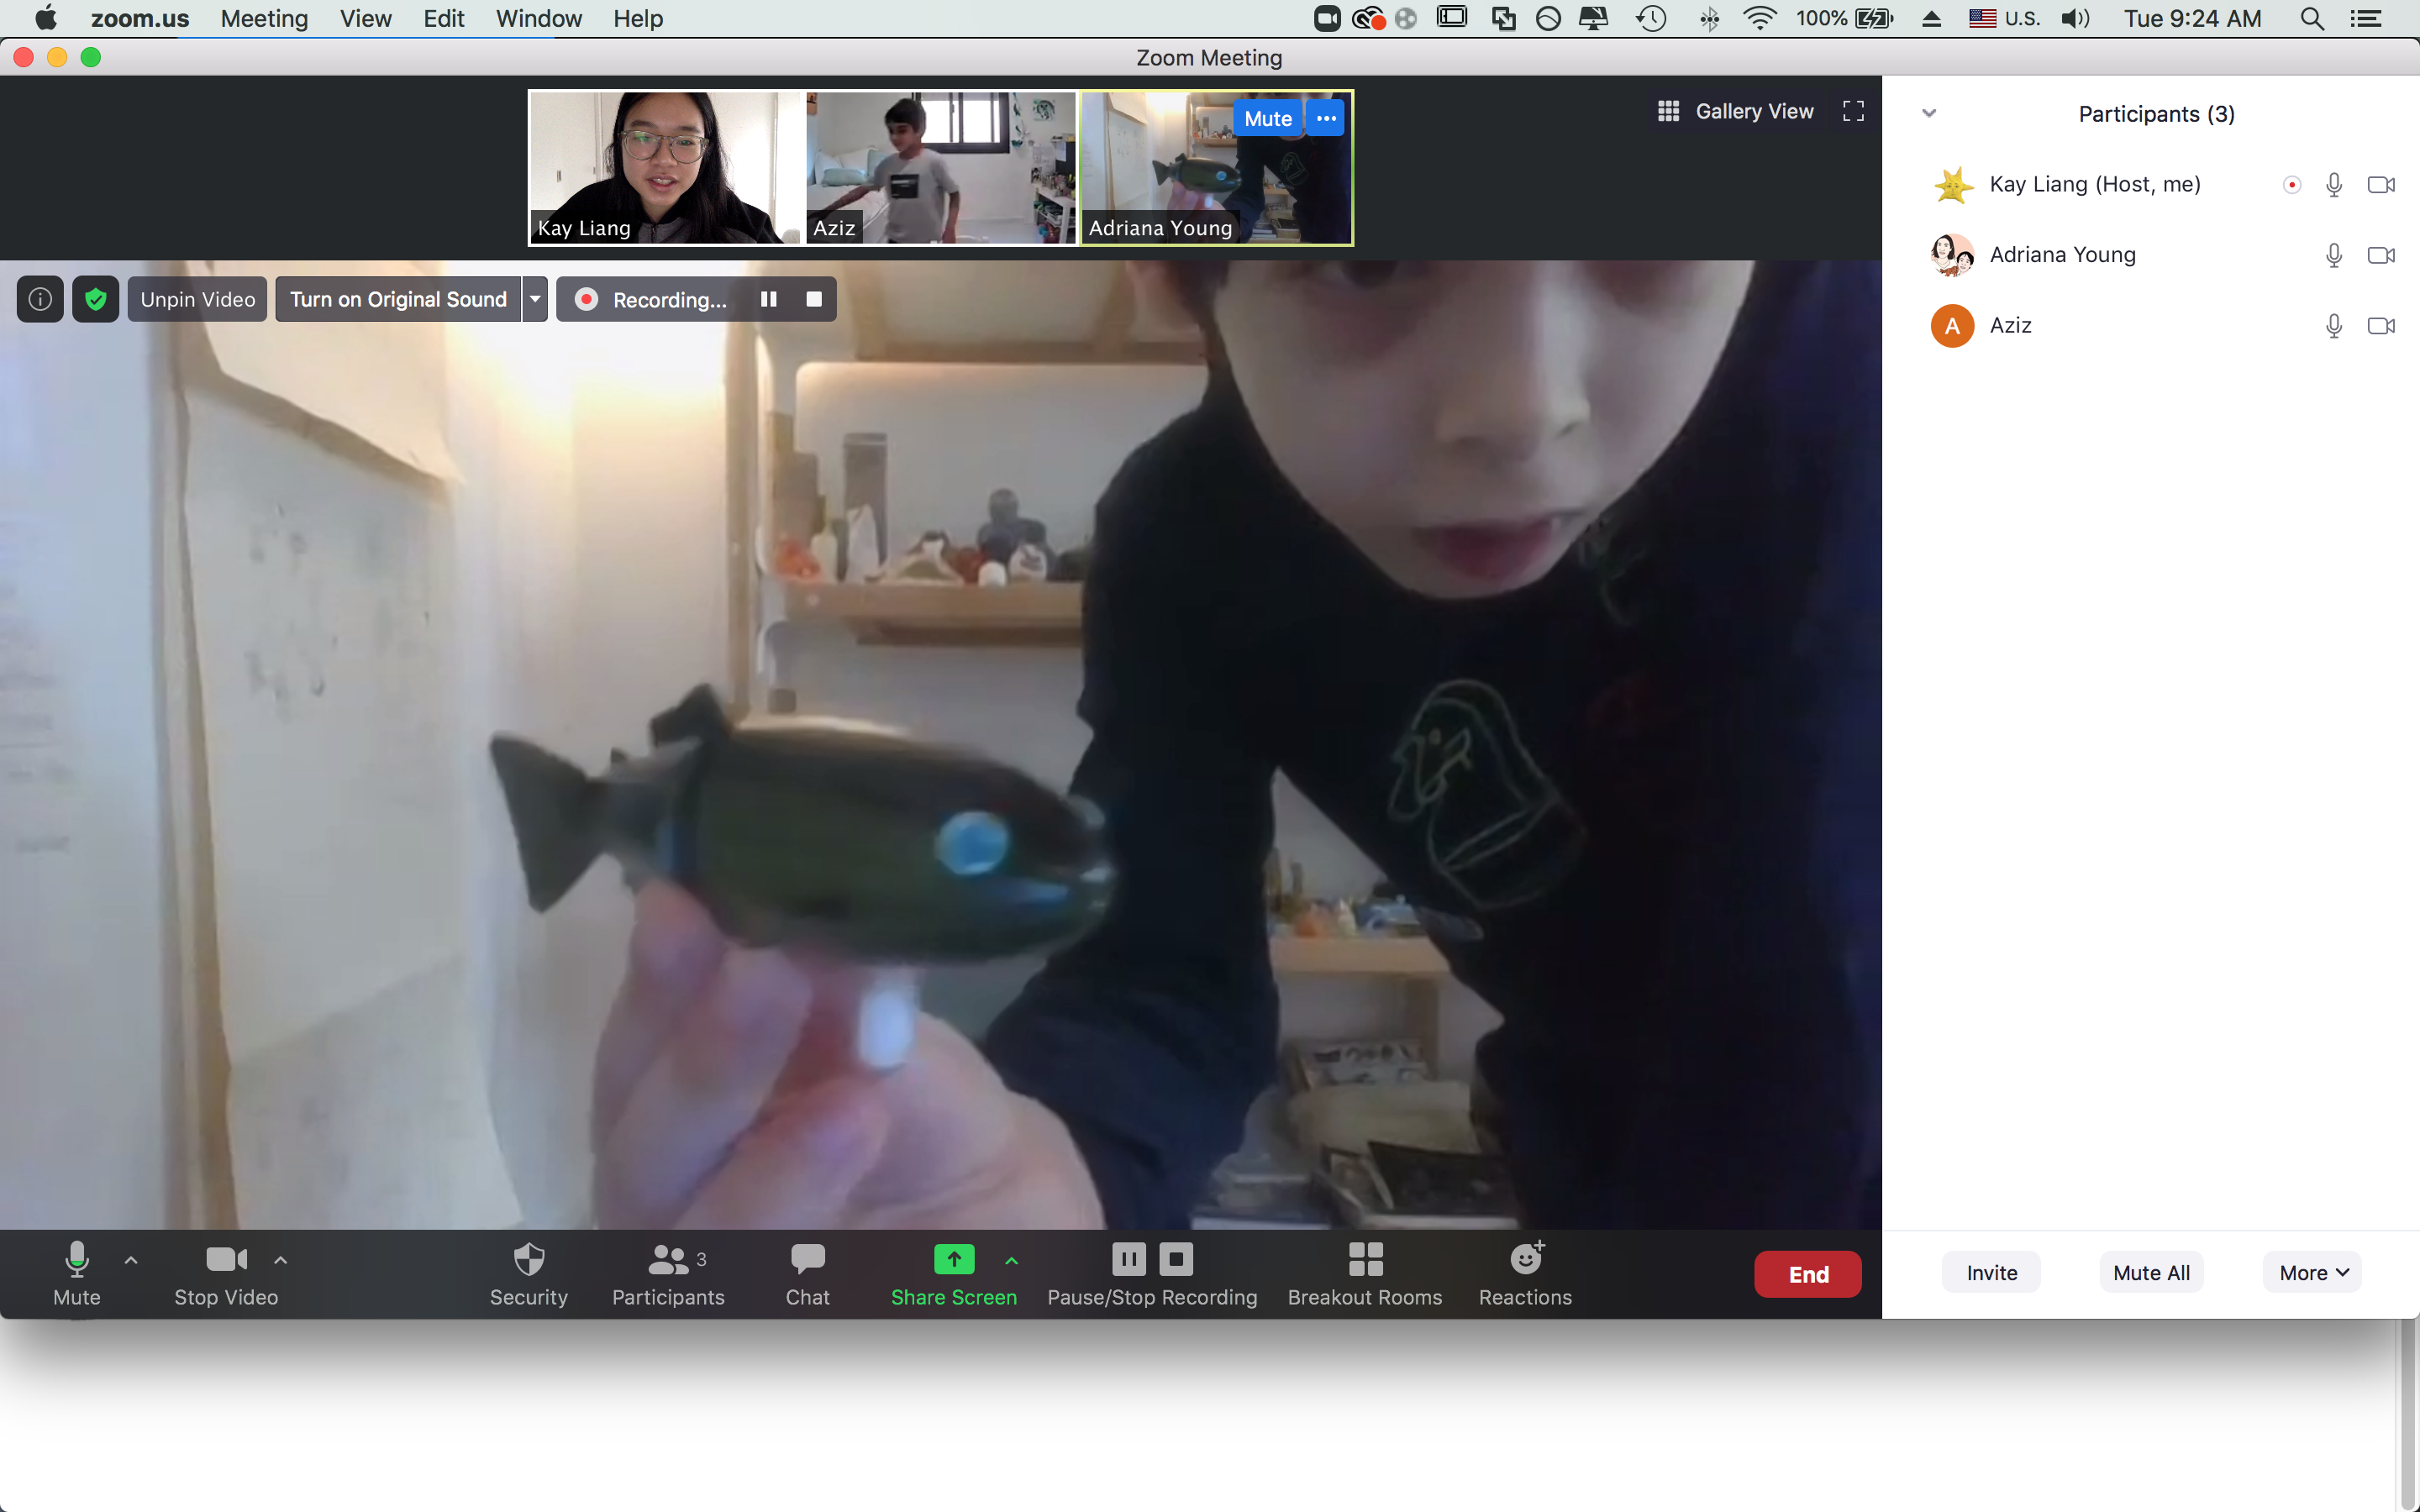 zoom.us Meeting View Edit Window Help 100% U.S. Tue 9:24 AM
Zoom Meeting
Mute
Gallery View
Kay Liang
Aziz
Adriana Young
Unpin Video
Turn on Original Sound
Recording...
Participants (3)
Kay Liang (Host, me)
Adriana Young
A Aziz
Mute
Stop Video
Security
3
Participants
Chat
Share Screen
Pause/Stop Recording
Breakout Rooms
Reactions
End
Invite
Mute All
More